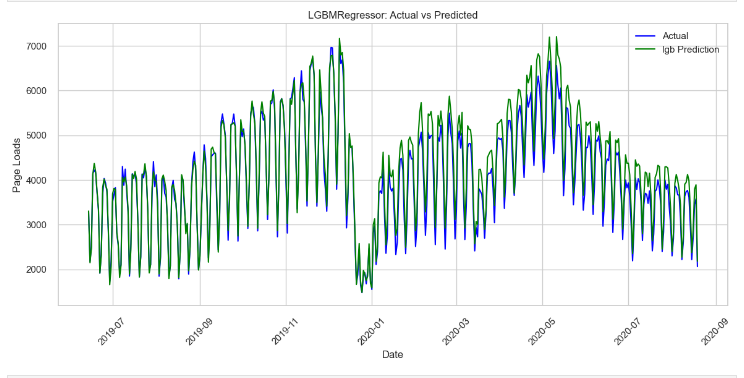 LGBMRegressor: Actual vs Predicted
Actual
lgb Prediction
Page Loads
7000
6000
5000
4000
3000
2000
2019-07
2019-09
2019-11
2020-01
2020-03
2020-05
2020-07
2020-09
Date